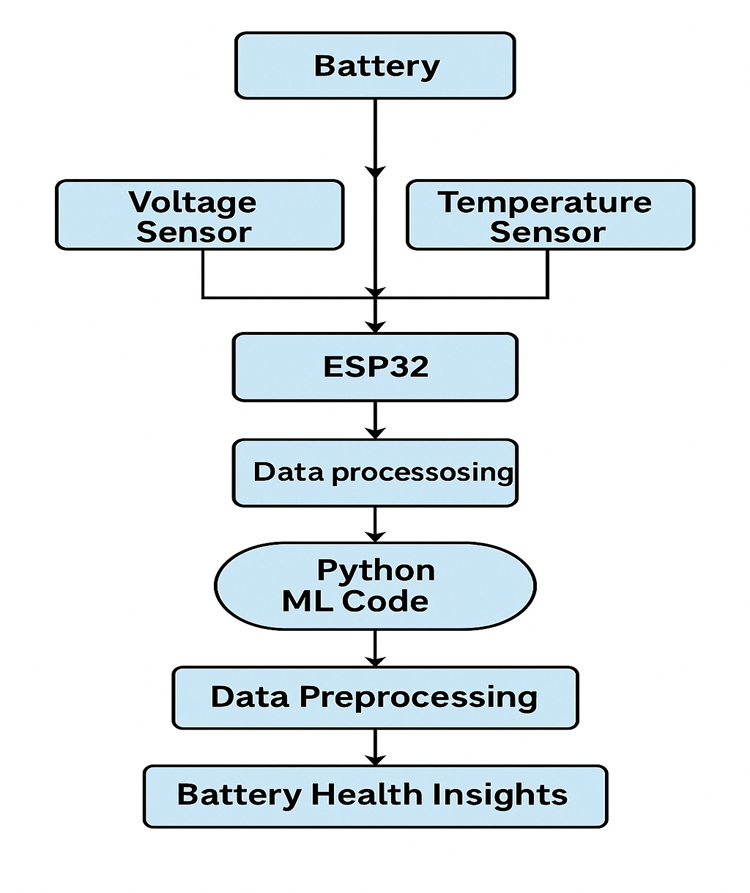 Battery
Voltage
Sensor
Temperature
Sensor
ESP32
Data processosing
Python
ML Code
Data Preprocessing
Battery Health Insights